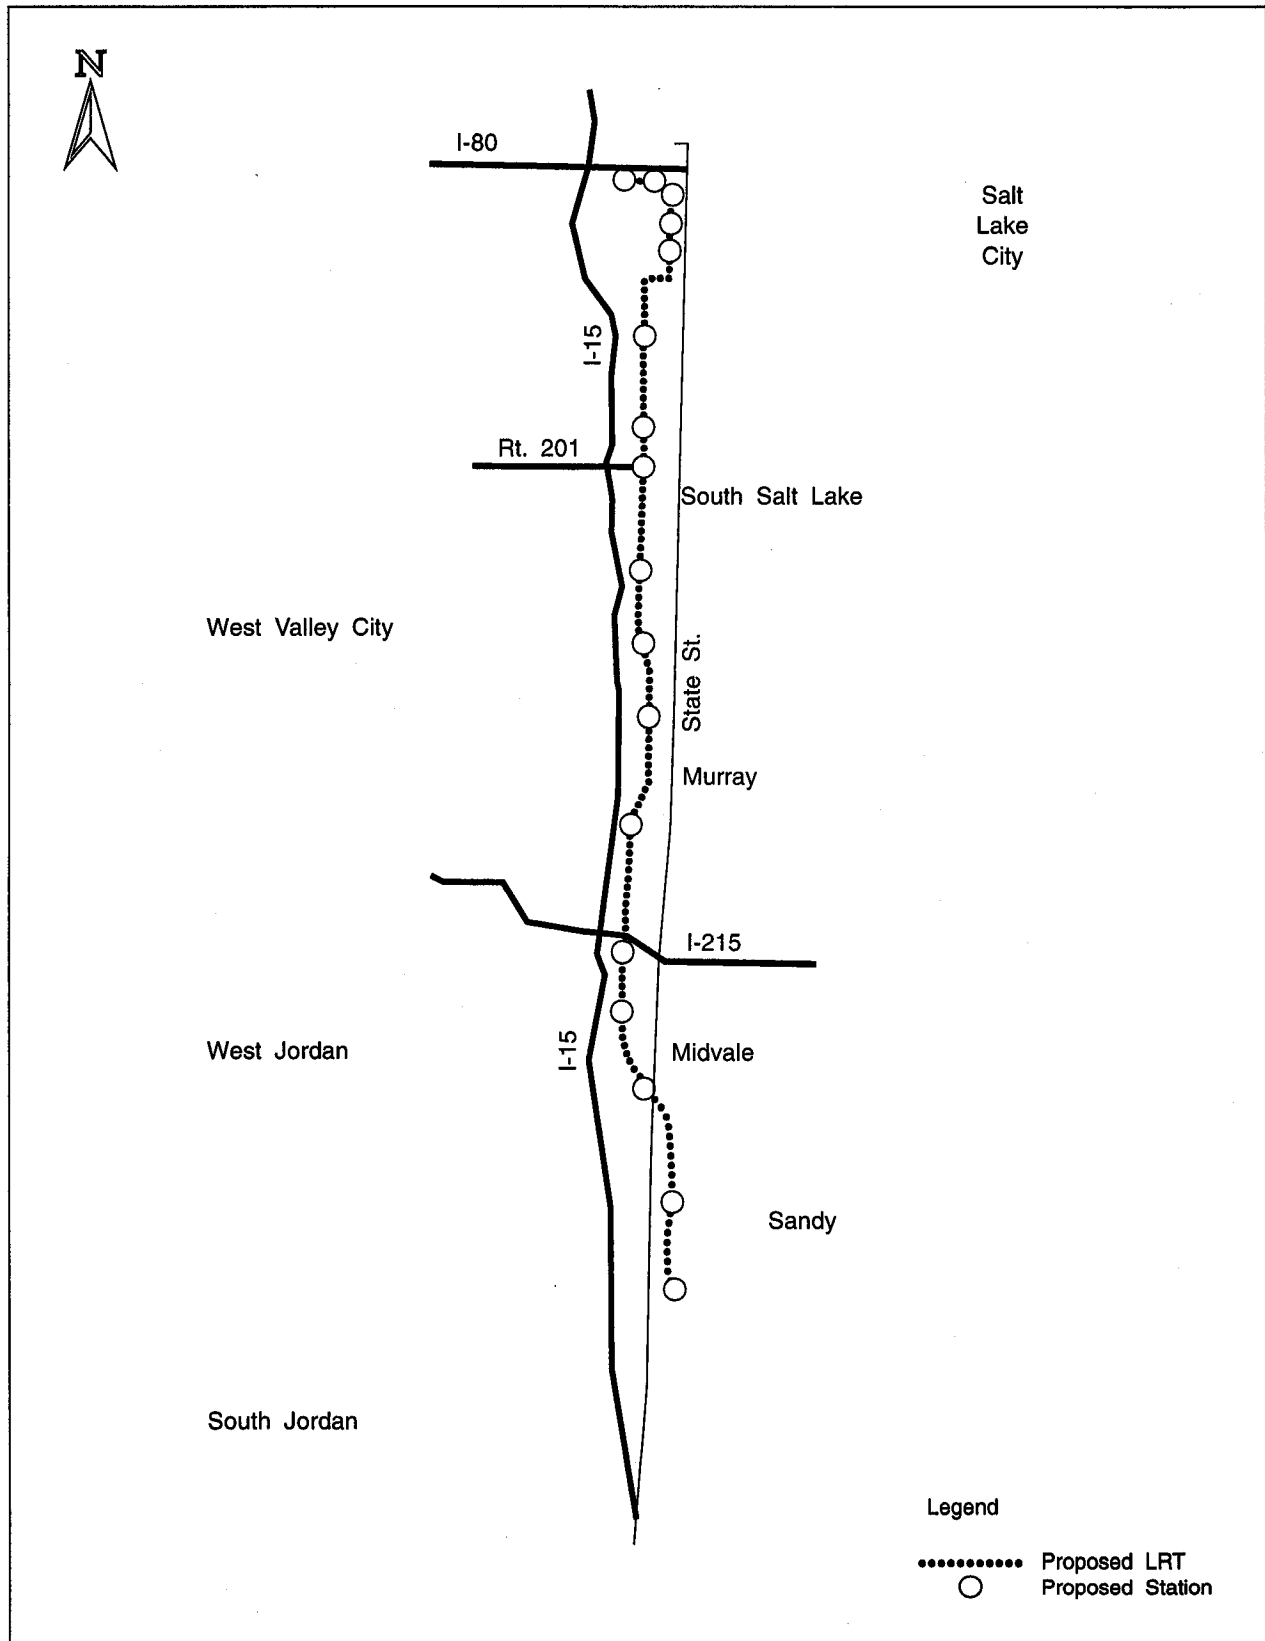 N
I-80
Salt
Lake
City
I-15
Rt. 201
South Salt Lake
West Valley City
State St.
Murray
I-215
West Jordan
I-15
Midvale
Sandy
South Jordan
Legend
Proposed LRT
Proposed Station